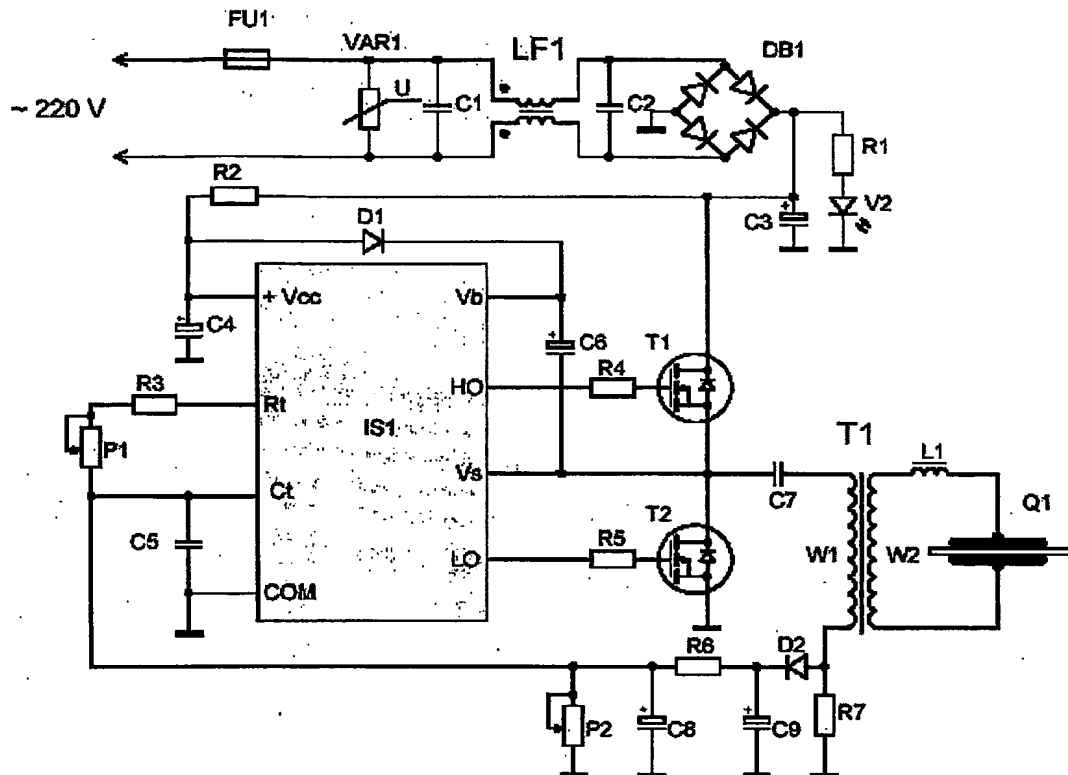 FU1
VAR1
LF1
DB1
~ 220 V
U
C1
C2
R1
R2
V2
D1
C3
+ Vcc
Vb
C4
C6
T1
R3
HO
R4
Rt
IS1
P1
T1
L1
Vs
Ct
C7
Q1
T2
C5
R5
LO
W1
W2
COM
R6
D2
P2
C8
C9
R7